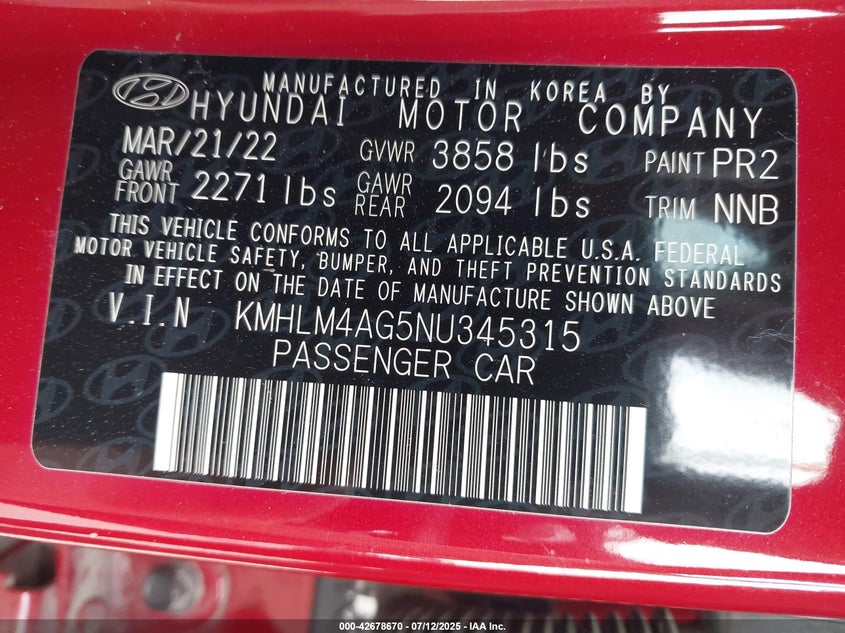 MANUFACTURED IN KOREA BY
HYUNDAI MOTOR COMPANY
MAR/21/22 GVWR 3858 lbs PAINT PR2
GAWR FRONT 2271 lbs GAWR REAR 2094 lbs TRIM NNB
THIS VEHICLE CONFORMS TO ALL APPLICABLE U.S.A. FEDERAL
MOTOR VEHICLE SAFETY, BUMPER, AND THEFT PREVENTION STANDARDS
IN EFFECT ON THE DATE OF MANUFACTURE SHOWN ABOVE
V.I.N KMHLM4AG5NU345315
PASSENGER CAR
000-42678670 - 07/12/2025 - IAA Inc.